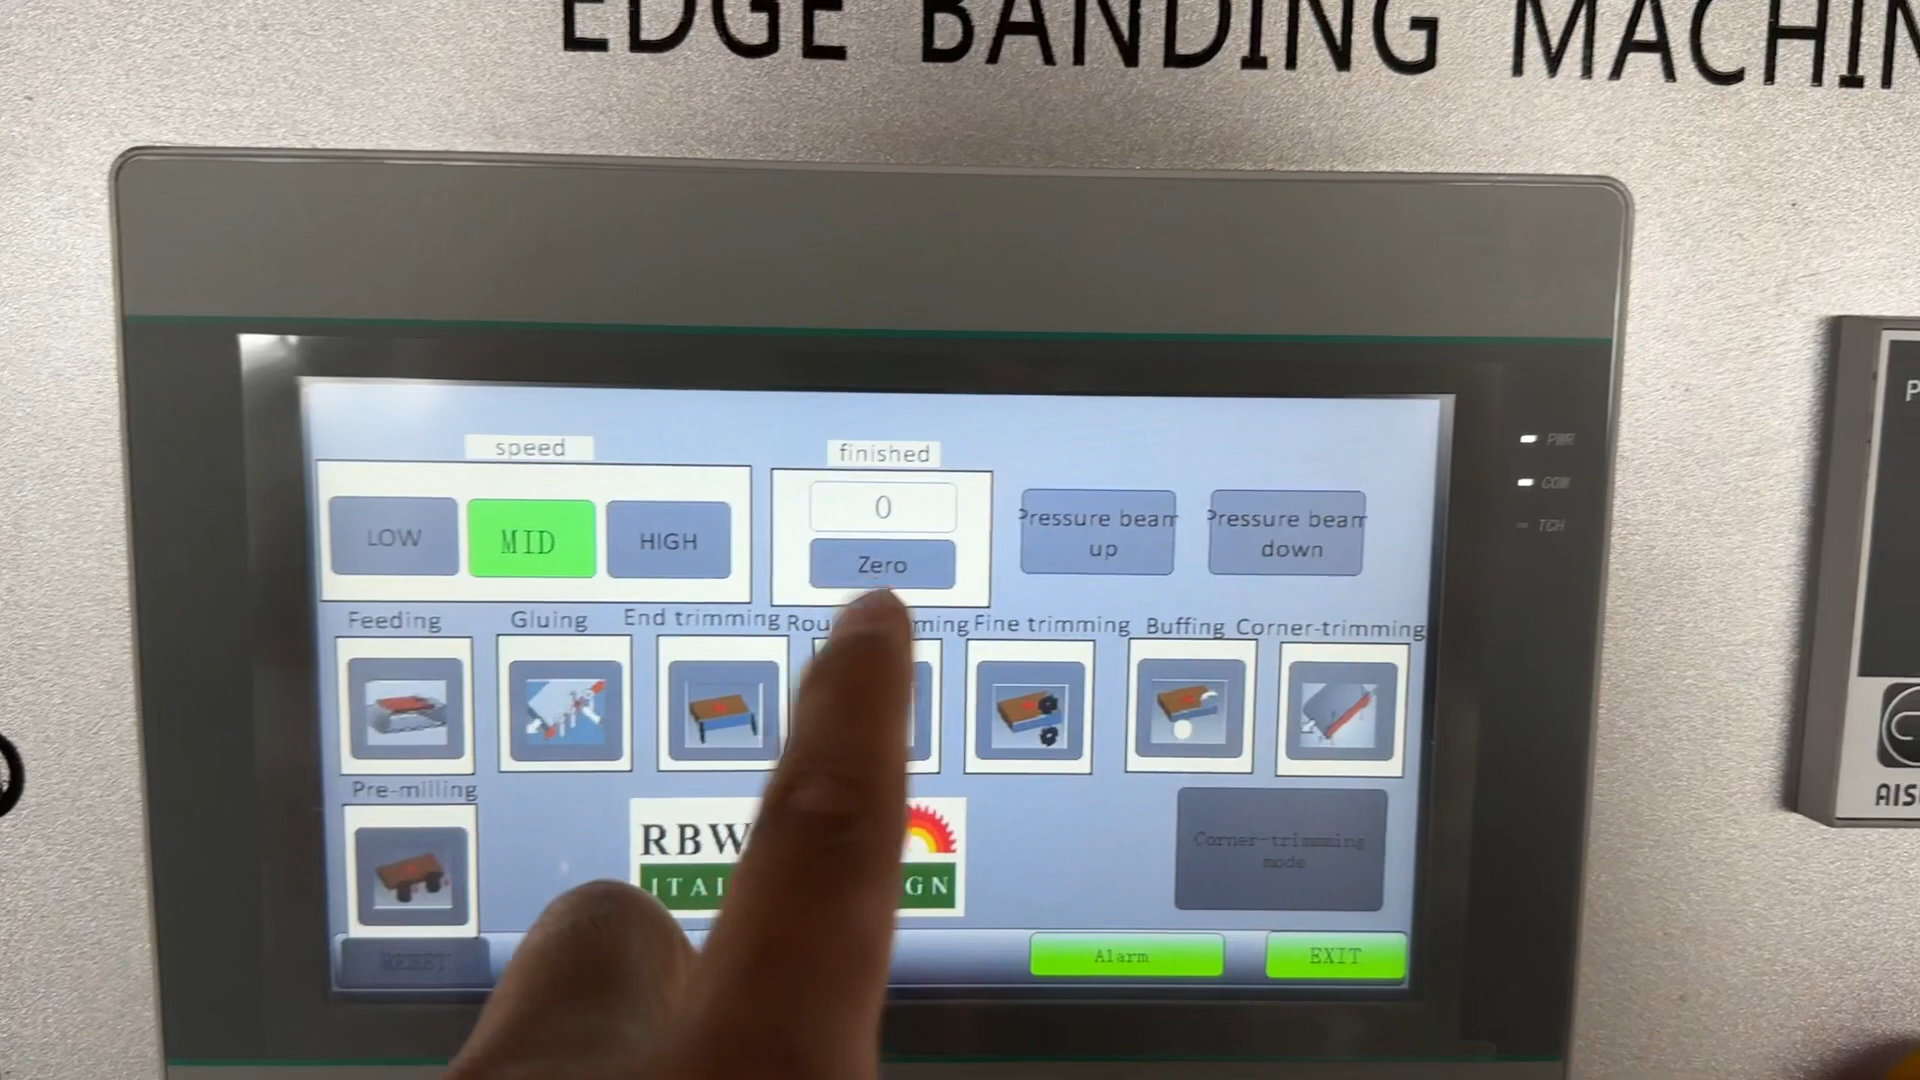 EDGE BANDING MACHIN
speed
finished
LOW
MID
HIGH
0
Zero
Pressure beam
up
Pressure beam
down
PWR
COM
TCH
Feeding
Gluing
End trimming
Rou
ming
Fine trimming
Buffing
Corner-trimming
Pre-milling
RBW
ITAL
GN
Corner-trimmming
mode
RESET
Alarm
EXIT
P
AIS